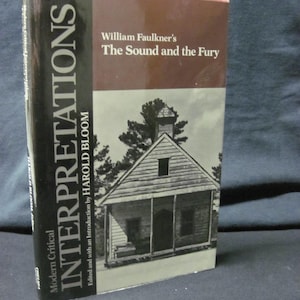 William Faulkner's
The Sound and the Fury
Modern Critical
INTERPRETATIONS
Edited and with an Introduction by HAROLD BLOOM